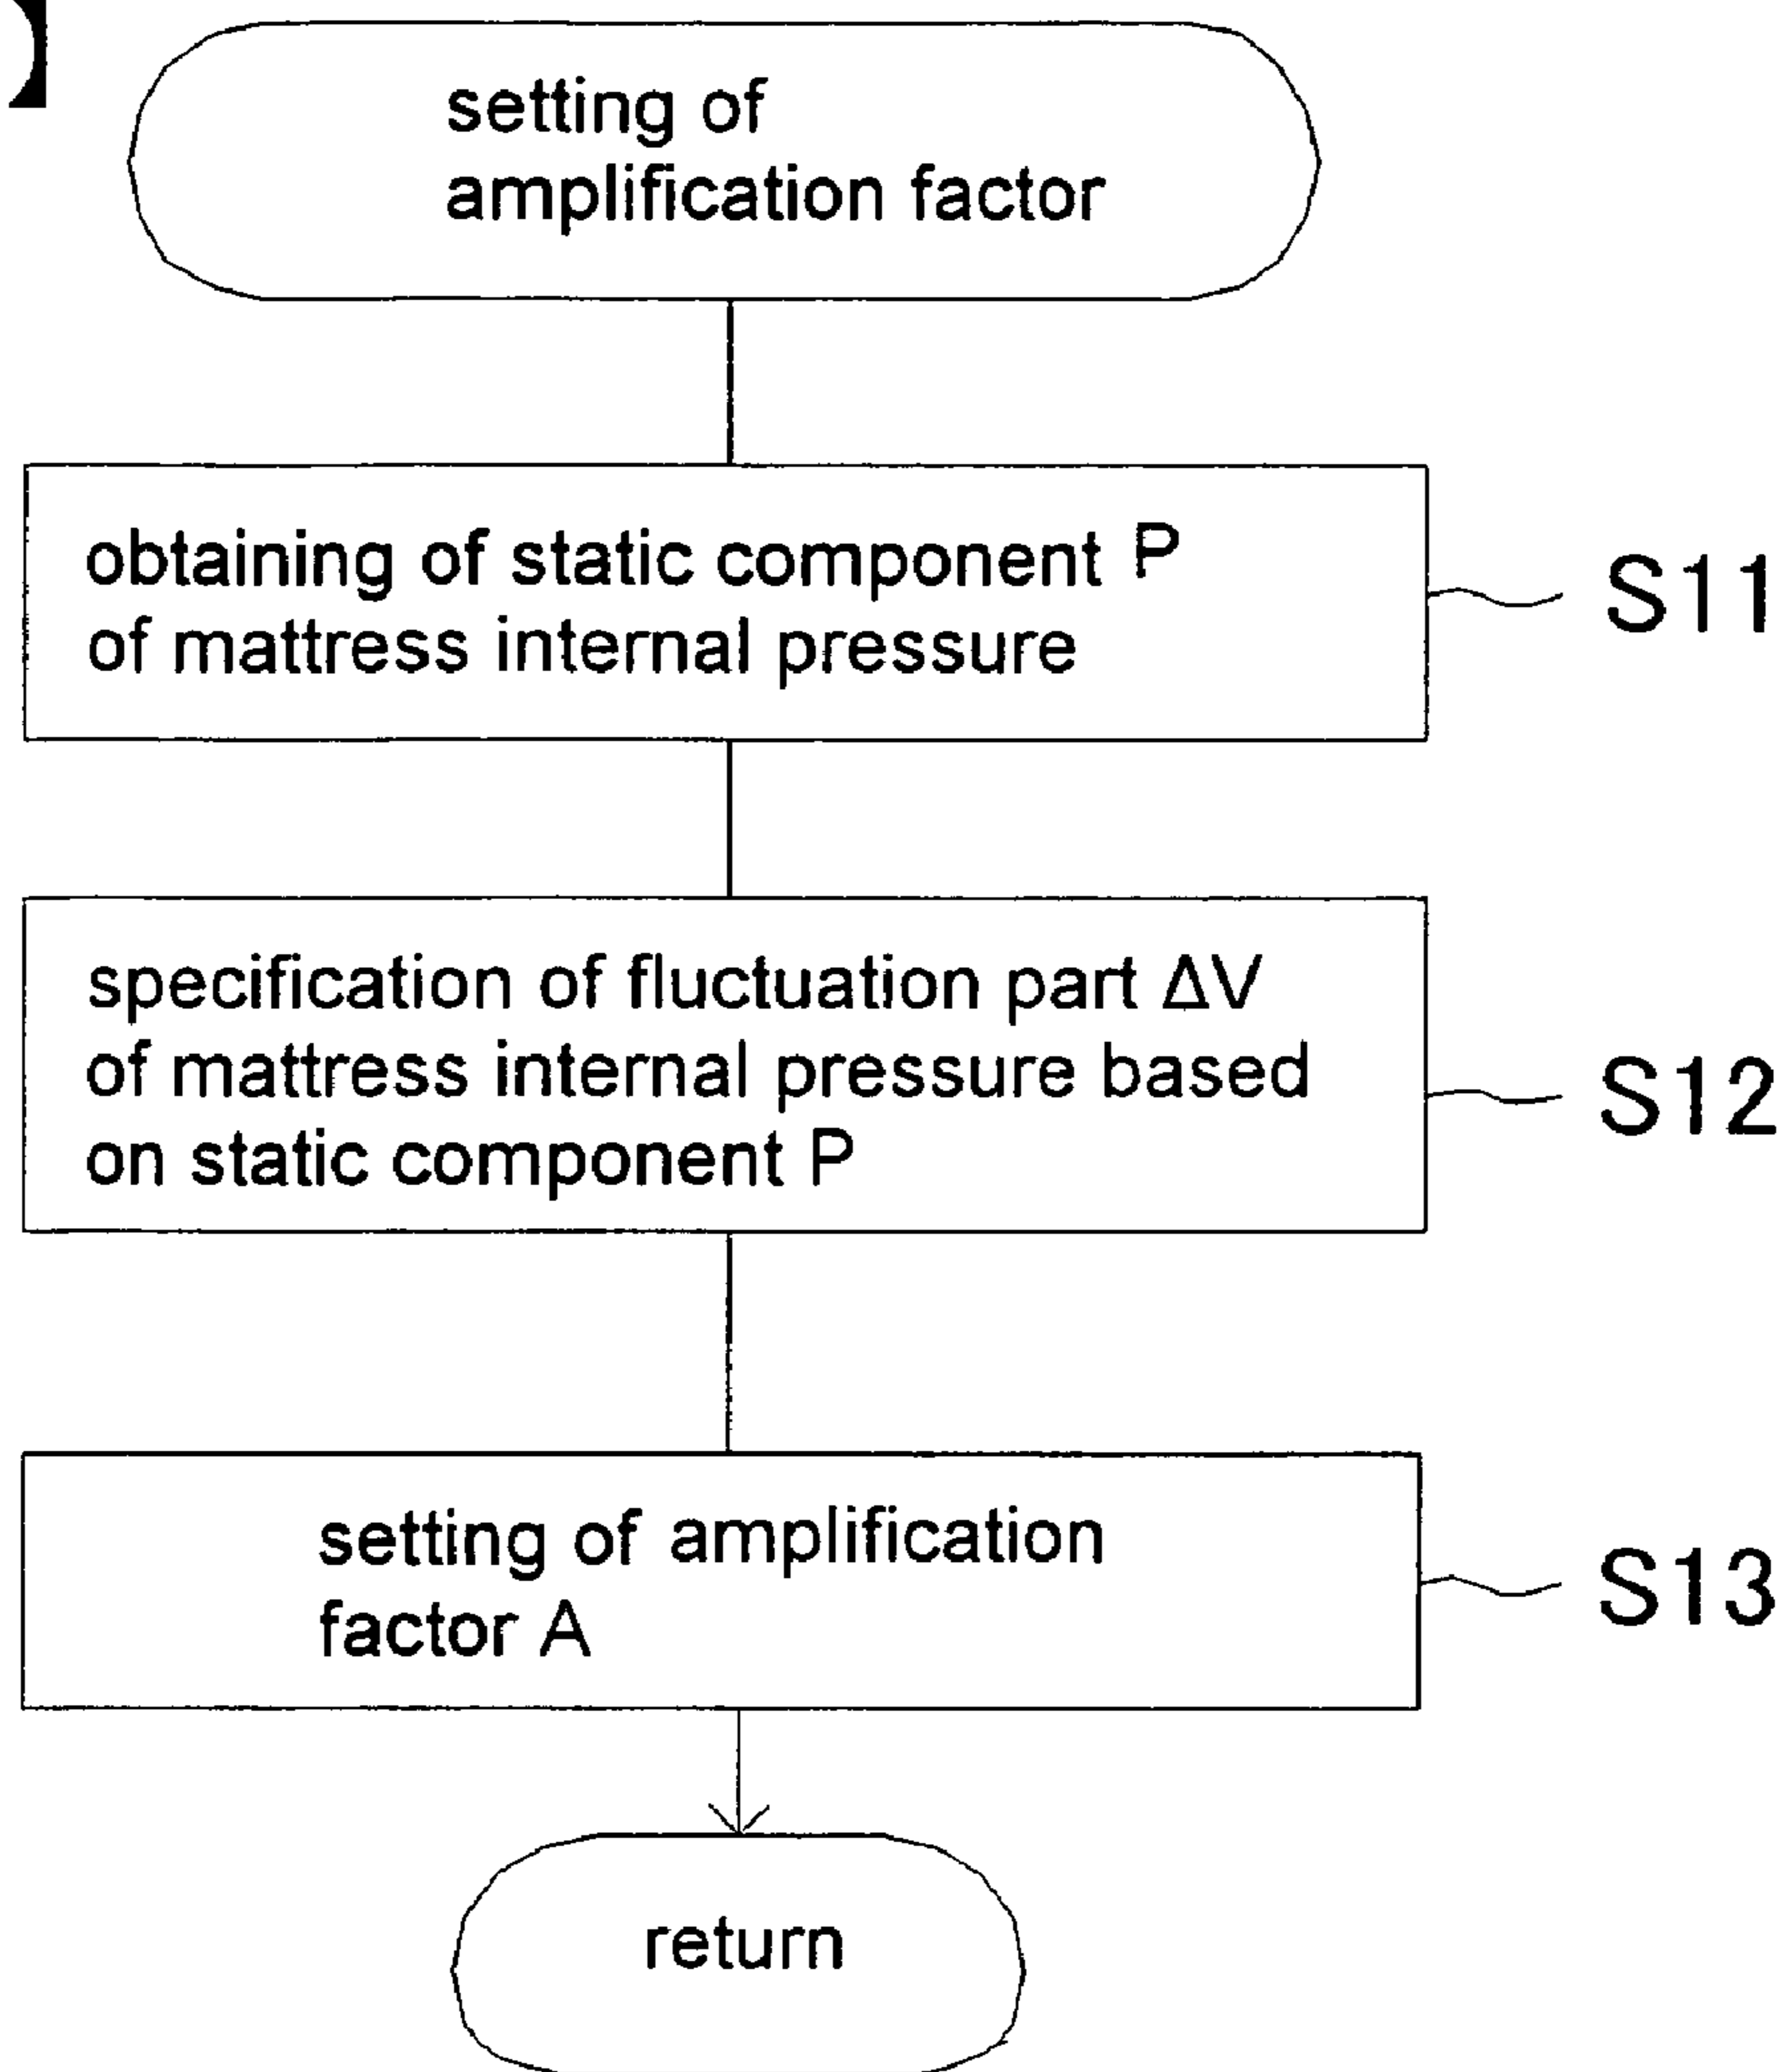 setting of
amplification factor
obtaining of static component P
of mattress internal pressure
S11
specification of fluctuation part ΔV
of mattress internal pressure based
on static component P
S12
setting of amplification
factor A
S13
return